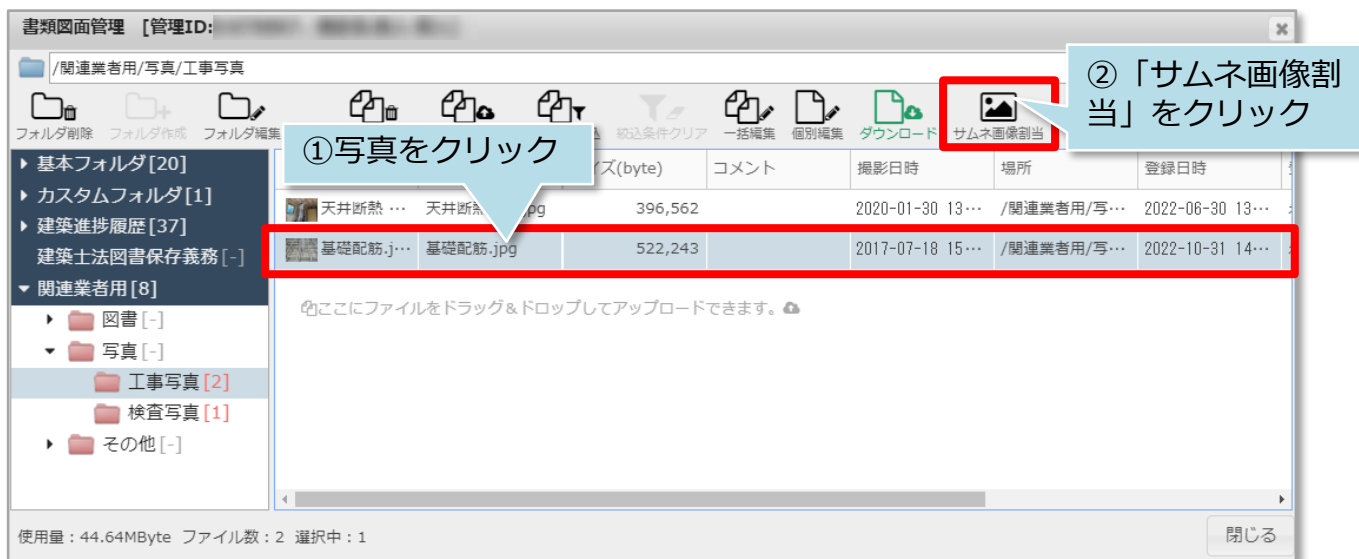 書類図面管理 [管理ID:
/関連業者用/写真/工事写真
②「サムネ画像割
当」をクリック
フォルダ削除 フォルダ作成 フォルダ編集 絞込条件クリア 一括編集 個別編集 ダウンロード サムネ画像割当
①写真をクリック
基本フォルダ[20]
カスタムフォルダ[1]
建築進捗履歴[37]
建築士法図書保存義務[-]
関連業者用[8]
図書[-]
写真[-]
工事写真[2]
検査写真[1]
その他[-]
(byte) コメント 撮影日時 場所 登録日時
天井断熱 … 396,562 2020-01-30 13… /関連業者用/写… 2022-06-30 13…
基礎配筋.j… 基礎配筋.jpg 522,243 2017-07-18 15… /関連業者用/写… 2022-10-31 14…
ここにファイルをドラッグ&ドロップしてアップロードできます。
使用量:44.64MByte ファイル数:2 選択中:1
閉じる